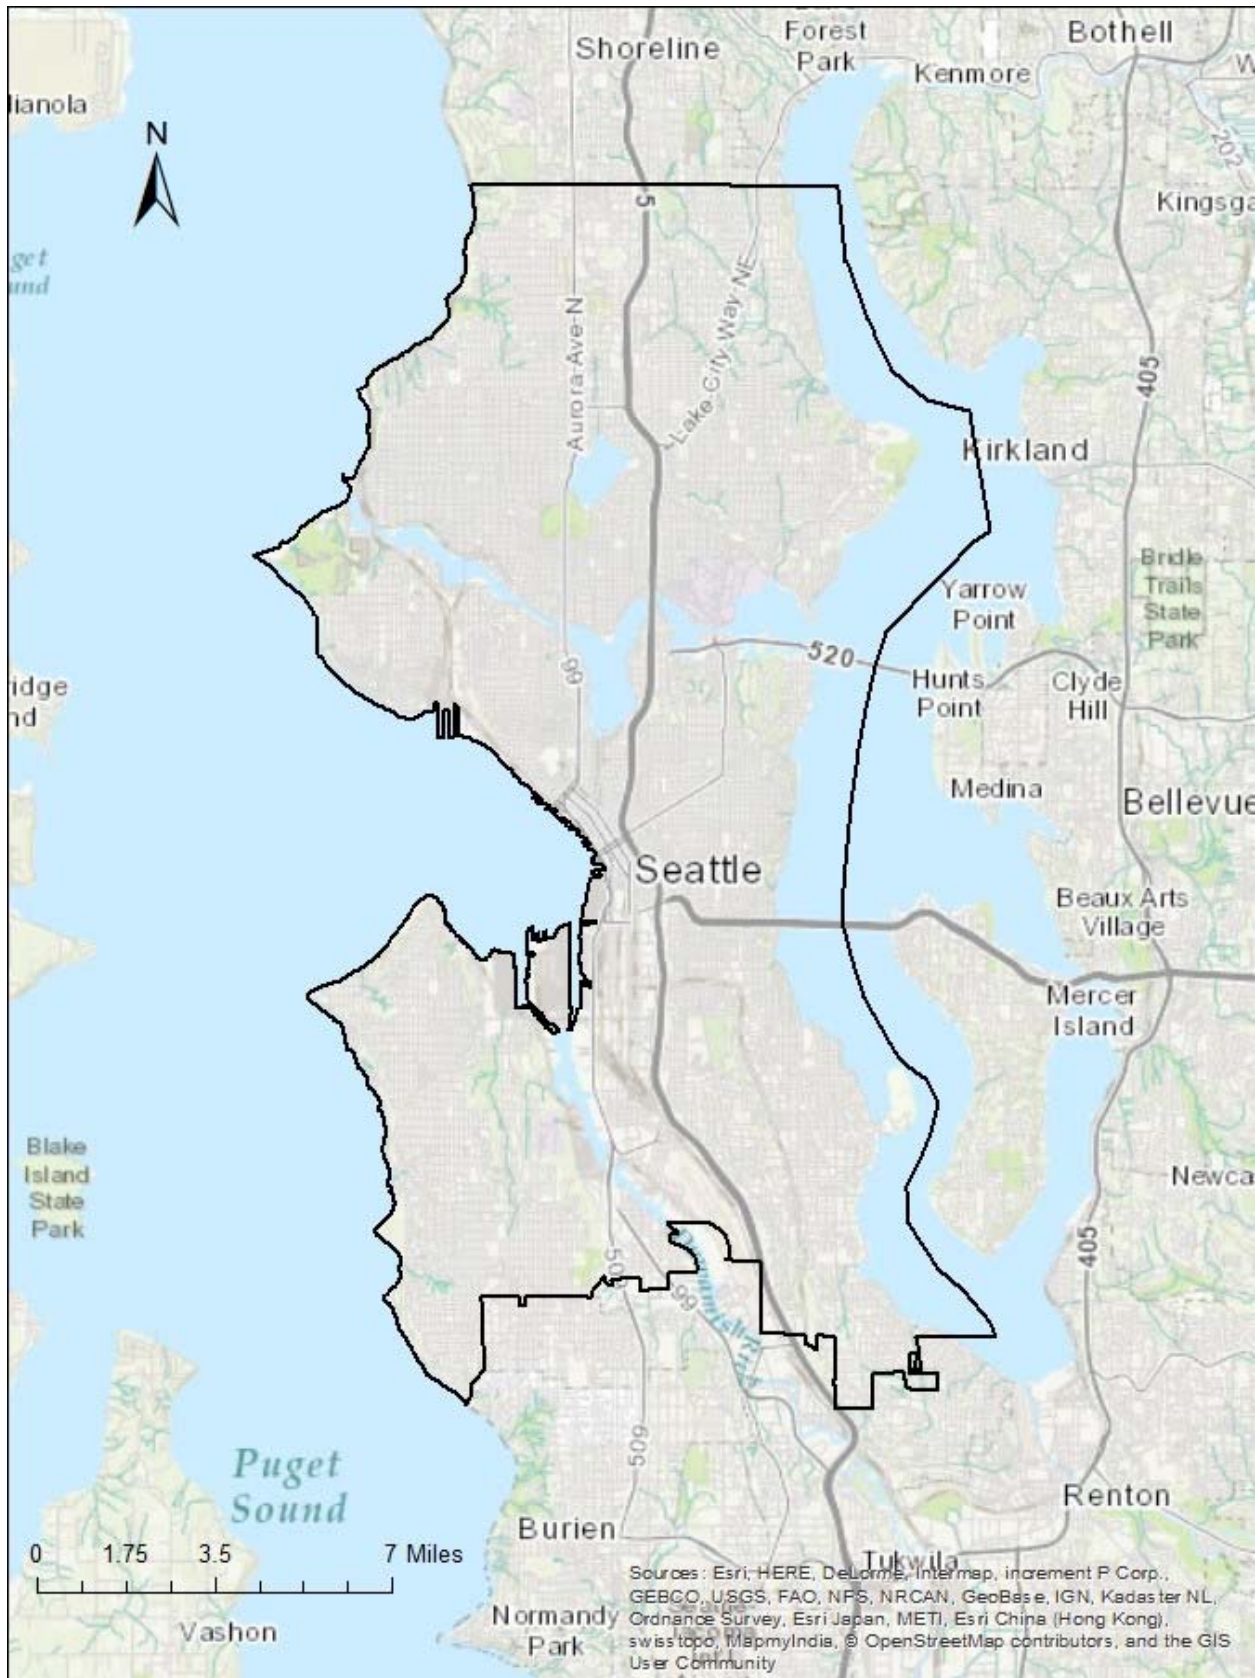 Shoreline
Forest
Park
Bothell
Kenmore
ianola
N
202
Kingsga
5
get
und
Aurora Ave N
Lake City Way NE
405
Kirkland
Bridle
Trails
State
Park
Yarrow
Point
520
99
Hunts
Point
Clyde
Hill
ridge
nd
Medina
Bellevue
Seattle
Beaux Arts
Village
Mercer
Island
Blake
Island
State
Park
Newca
405
509
99
Duwamish River
Puget
Sound
509
Renton
Burien
0 1.75 3.5 7 Miles
Tukwila
Vashon
Normandy
Park
Sources: Esri, HERE, DeLorme, Intermap, increment P Corp.,
GEBCO, USGS, FAO, NPS, NRCAN, GeoBase, IGN, Kadaster NL,
Ordnance Survey, Esri Japan, METI, Esri China (Hong Kong),
swisstopo, MapmyIndia, © OpenStreetMap contributors, and the GIS
User Community